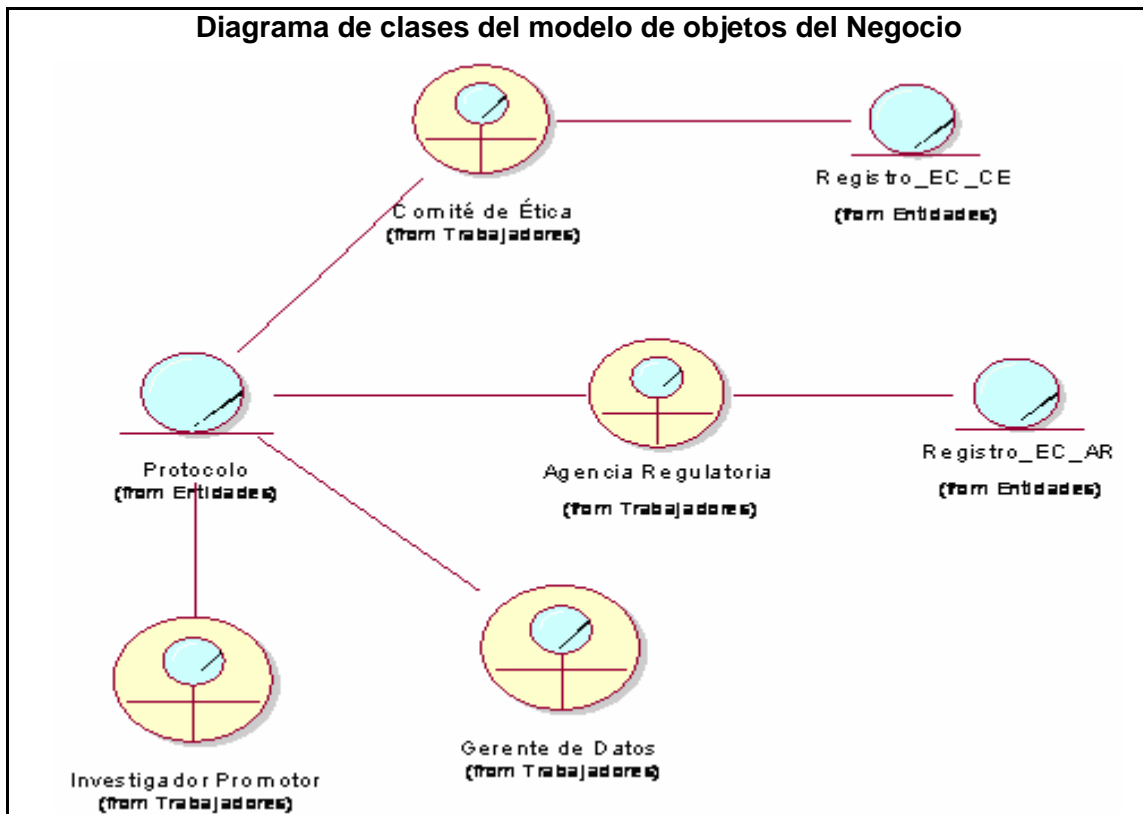 Diagrama de clases del modelo de objetos del Negocio
Comité de Ética
(from Trabajadores)
Registro_EC_CE
(from Entidades)
Protocolo
(from Entidades)
Agencia Regulatoria
(from Trabajadores)
Registro_EC_AR
(from Entidades)
Investigador Promotor
(from Trabajadores)
Gerente de Datos
(from Trabajadores)